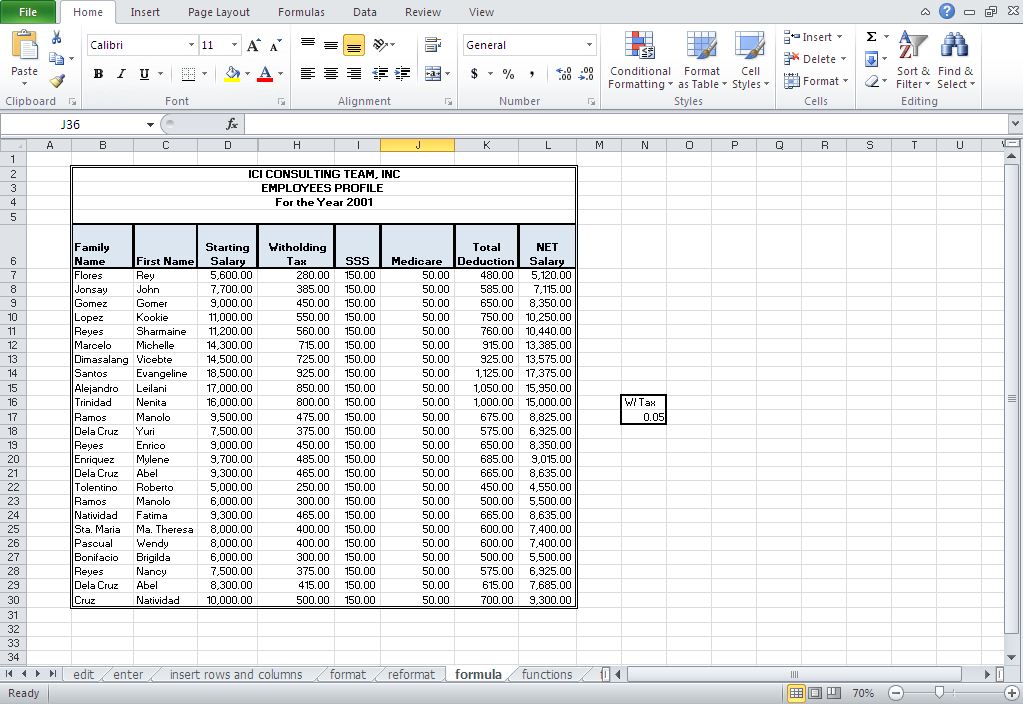 File Home Insert Page Layout Formulas Data Review View
Calibri 11 A A General Insert Σ
Paste B I U A $ % , .00 .0 Conditional Format Cell Delete Sort & Find &
Formatting as Table Styles Format Filter Select
Clipboard Font Alignment Number Styles Cells Editing
J36 fx
A B C D H I J K L M N O P Q R S T U
1
2 ICI CONSULTING TEAM, INC
3 EMPLOYEES PROFILE
4 For the Year 2001
5
Family Starting Witholding Total NET
6 Name First Name Salary Tax SSS Medicare Deduction Salary
7 Flores Rey 5,600.00 280.00 150.00 50.00 480.00 5,120.00
8 Jonsay John 7,700.00 385.00 150.00 50.00 585.00 7,115.00
9 Gomez Gomer 9,000.00 450.00 150.00 50.00 650.00 8,350.00
10 Lopez Kookie 11,000.00 550.00 150.00 50.00 750.00 10,250.00
11 Reyes Sharmaine 11,200.00 560.00 150.00 50.00 760.00 10,440.00
12 Marcelo Michelle 14,300.00 715.00 150.00 50.00 915.00 13,385.00
13 Dimasalang Vicebte 14,500.00 725.00 150.00 50.00 925.00 13,575.00
14 Santos Evangeline 18,500.00 925.00 150.00 50.00 1,125.00 17,375.00
15 Alejandro Leilani 17,000.00 850.00 150.00 50.00 1,050.00 15,950.00
16 Trinidad Nenita 16,000.00 800.00 150.00 50.00 1,000.00 15,000.00 W/ Tax
17 Ramos Manolo 9,500.00 475.00 150.00 50.00 675.00 8,825.00 0.05
18 Dela Cruz Yuri 7,500.00 375.00 150.00 50.00 575.00 6,925.00
19 Reyes Enrico 9,000.00 450.00 150.00 50.00 650.00 8,350.00
20 Enriquez Mylene 9,700.00 485.00 150.00 50.00 685.00 9,015.00
21 Dela Cruz Abel 9,300.00 465.00 150.00 50.00 665.00 8,635.00
22 Tolentino Roberto 5,000.00 250.00 150.00 50.00 450.00 4,550.00
23 Ramos Manolo 6,000.00 300.00 150.00 50.00 500.00 5,500.00
24 Natividad Fatima 9,300.00 465.00 150.00 50.00 665.00 8,635.00
25 Sta. Maria Ma. Theresa 8,000.00 400.00 150.00 50.00 600.00 7,400.00
26 Pascual Wendy 8,000.00 400.00 150.00 50.00 600.00 7,400.00
27 Bonifacio Brigilda 6,000.00 300.00 150.00 50.00 500.00 5,500.00
28 Reyes Nancy 7,500.00 375.00 150.00 50.00 575.00 6,925.00
29 Dela Cruz Abel 8,300.00 415.00 150.00 50.00 615.00 7,685.00
30 Cruz Natividad 10,000.00 500.00 150.00 50.00 700.00 9,300.00
31
32
33
34
edit enter insert rows and columns format reformat formula functions
Ready 70%